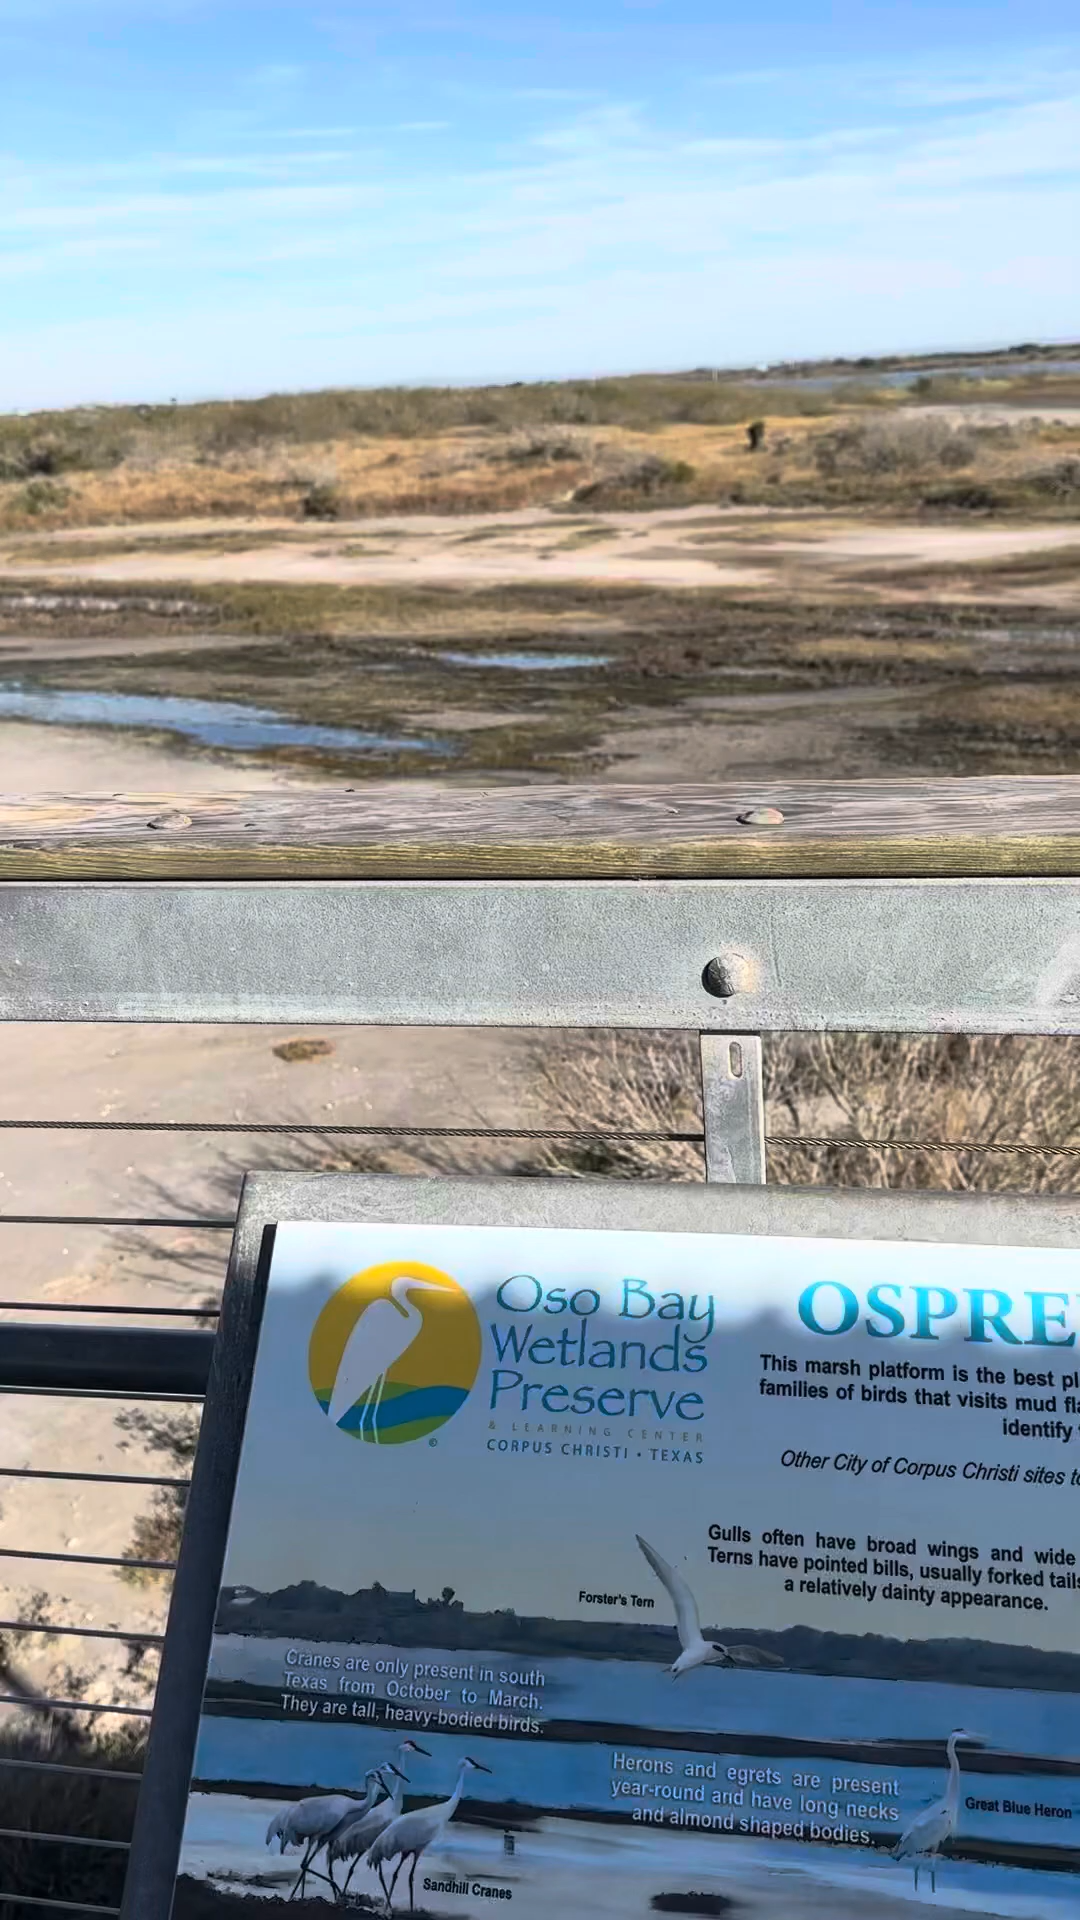 Oso Bay
Wetlands
Preserve
& LEARNING CENTER
CORPUS CHRISTI • TEXAS
OSPRE
This marsh platform is the best
families of birds that visits mud
identify
Other City of Corpus Christi sites
Gulls often have broad wings and wide
Terns have pointed bills, usually forked tails
a relatively dainty appearance.
Forster's Tern
Cranes are only present in south
Texas from October to March.
They are tall, heavy-bodied birds.
Herons and egrets are present
year-round and have long necks
and almond shaped bodies.
Great Blue Heron
Sandhill Cranes